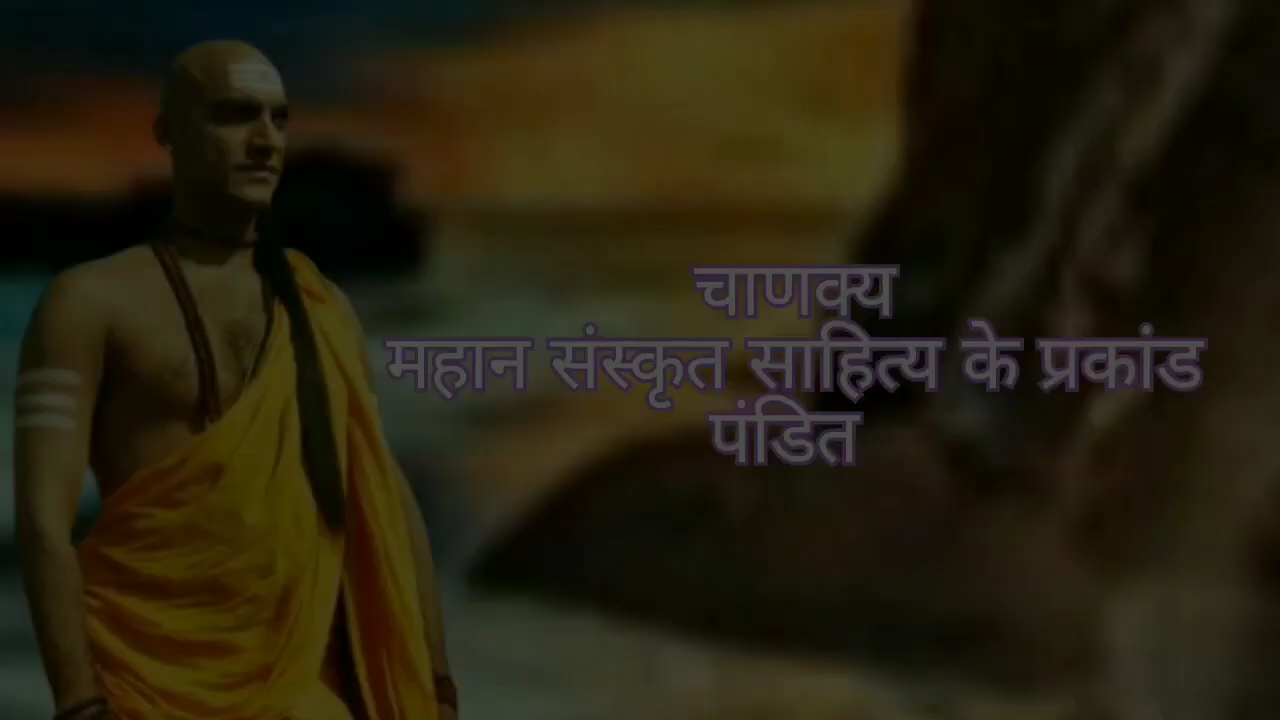 चाणक्य
महान संस्कृत साहित्य के प्रकांड
पंडित